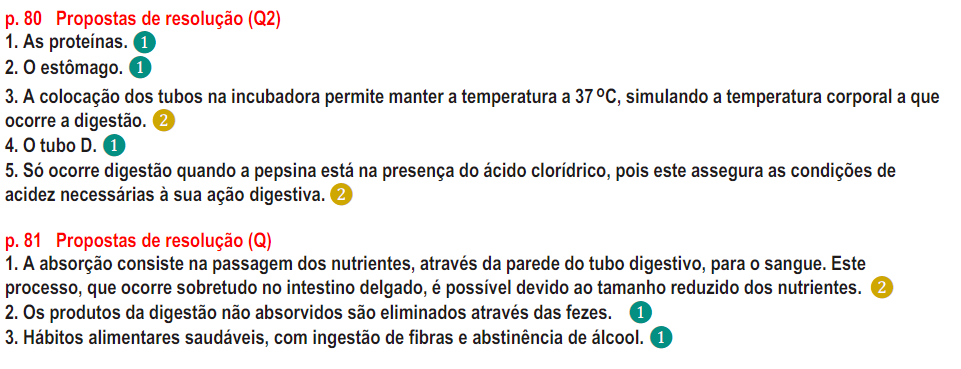 p. 80 Propostas de resolução (Q2)
1. As proteínas. 1
2. O estômago. 1
3. A colocação dos tubos na incubadora permite manter a temperatura a 37 ºC, simulando a temperatura corporal a que
ocorre a digestão. 2
4. O tubo D. 1
5. Só ocorre digestão quando a pepsina está na presença do ácido clorídrico, pois este assegura as condições de
acidez necessárias à sua ação digestiva. 2
p. 81 Propostas de resolução (Q)
1. A absorção consiste na passagem dos nutrientes, através da parede do tubo digestivo, para o sangue. Este
processo, que ocorre sobretudo no intestino delgado, é possível devido ao tamanho reduzido dos nutrientes. 2
2. Os produtos da digestão não absorvidos são eliminados através das fezes. 1
3. Hábitos alimentares saudáveis, com ingestão de fibras e abstinência de álcool. 1